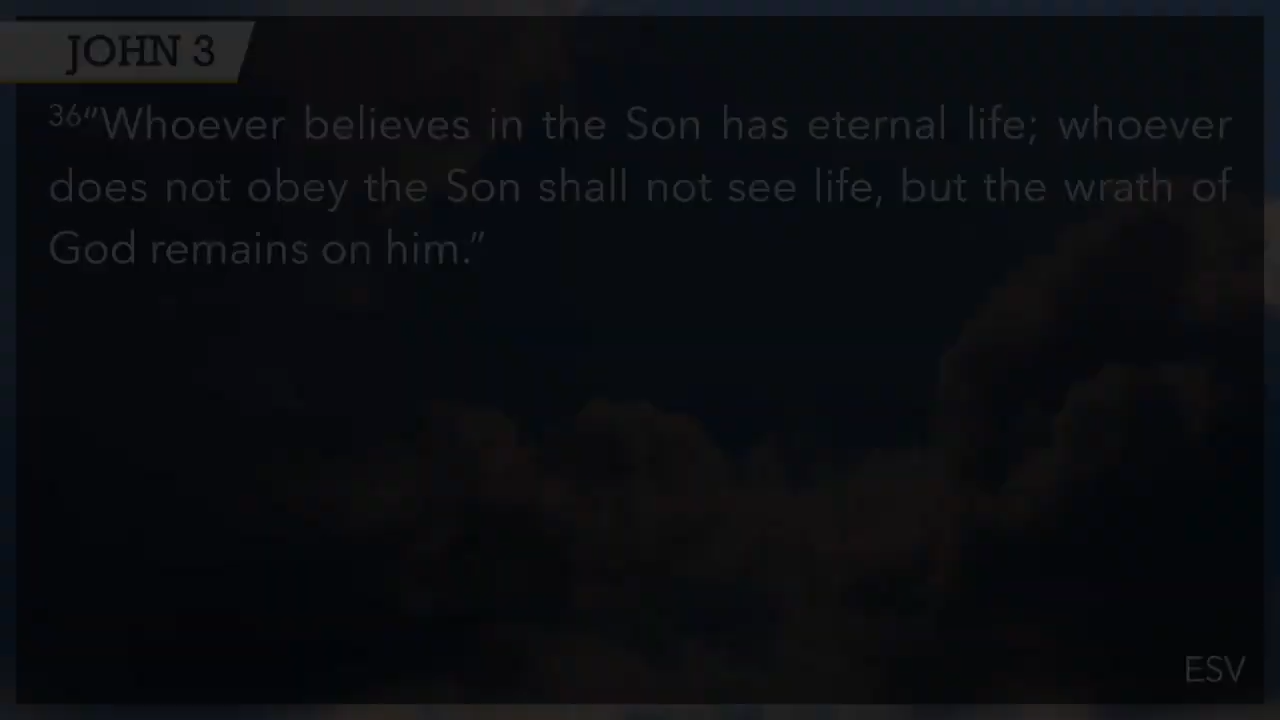 JOHN 3
36“Whoever believes in the Son has eternal life; whoever
does not obey the Son shall not see life, but the wrath of
God remains on him.”
ESV